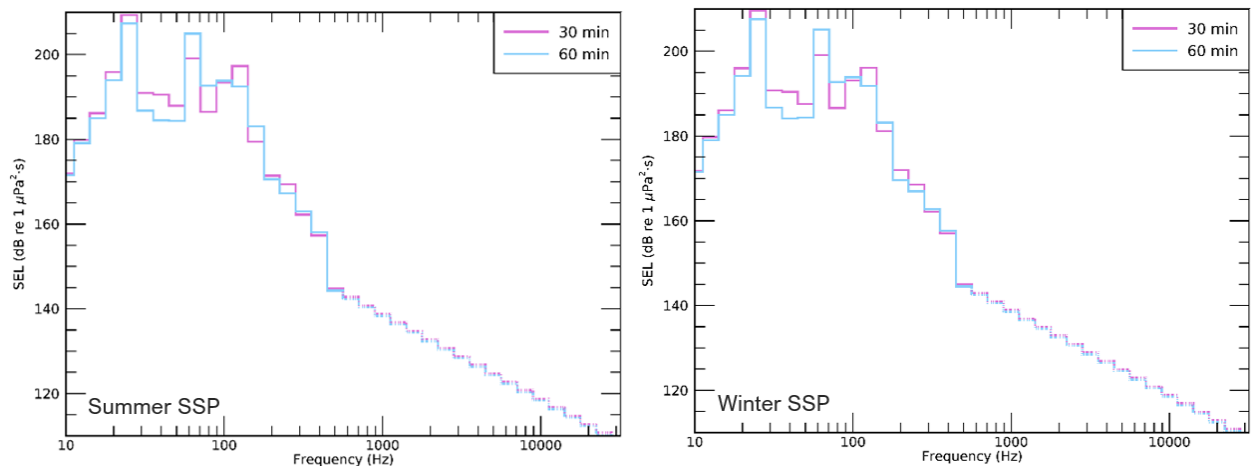 30 min
60 min
200
180
160
140
120
SEL (dB re 1 µPa²·s)
Summer SSP
10
100
1000
10000
Frequency (Hz)
30 min
60 min
200
180
160
140
120
SEL (dB re 1 µPa²·s)
Winter SSP
10
100
1000
10000
Frequency (Hz)